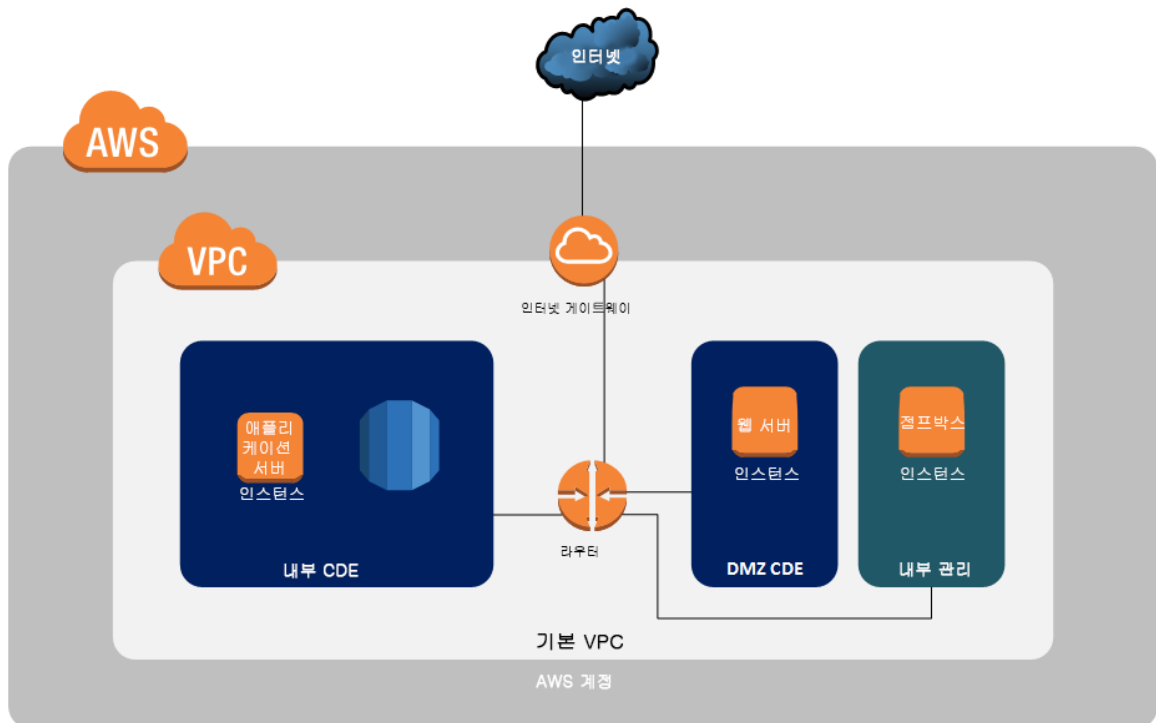 인터넷
AWS
VPC
인터넷 게이트웨이
애플리
케이션
서버
인스턴스
내부 CDE
라우터
웹 서버
인스턴스
DMZ CDE
점프박스
인스턴스
내부 관리
기본 VPC
AWS 계정